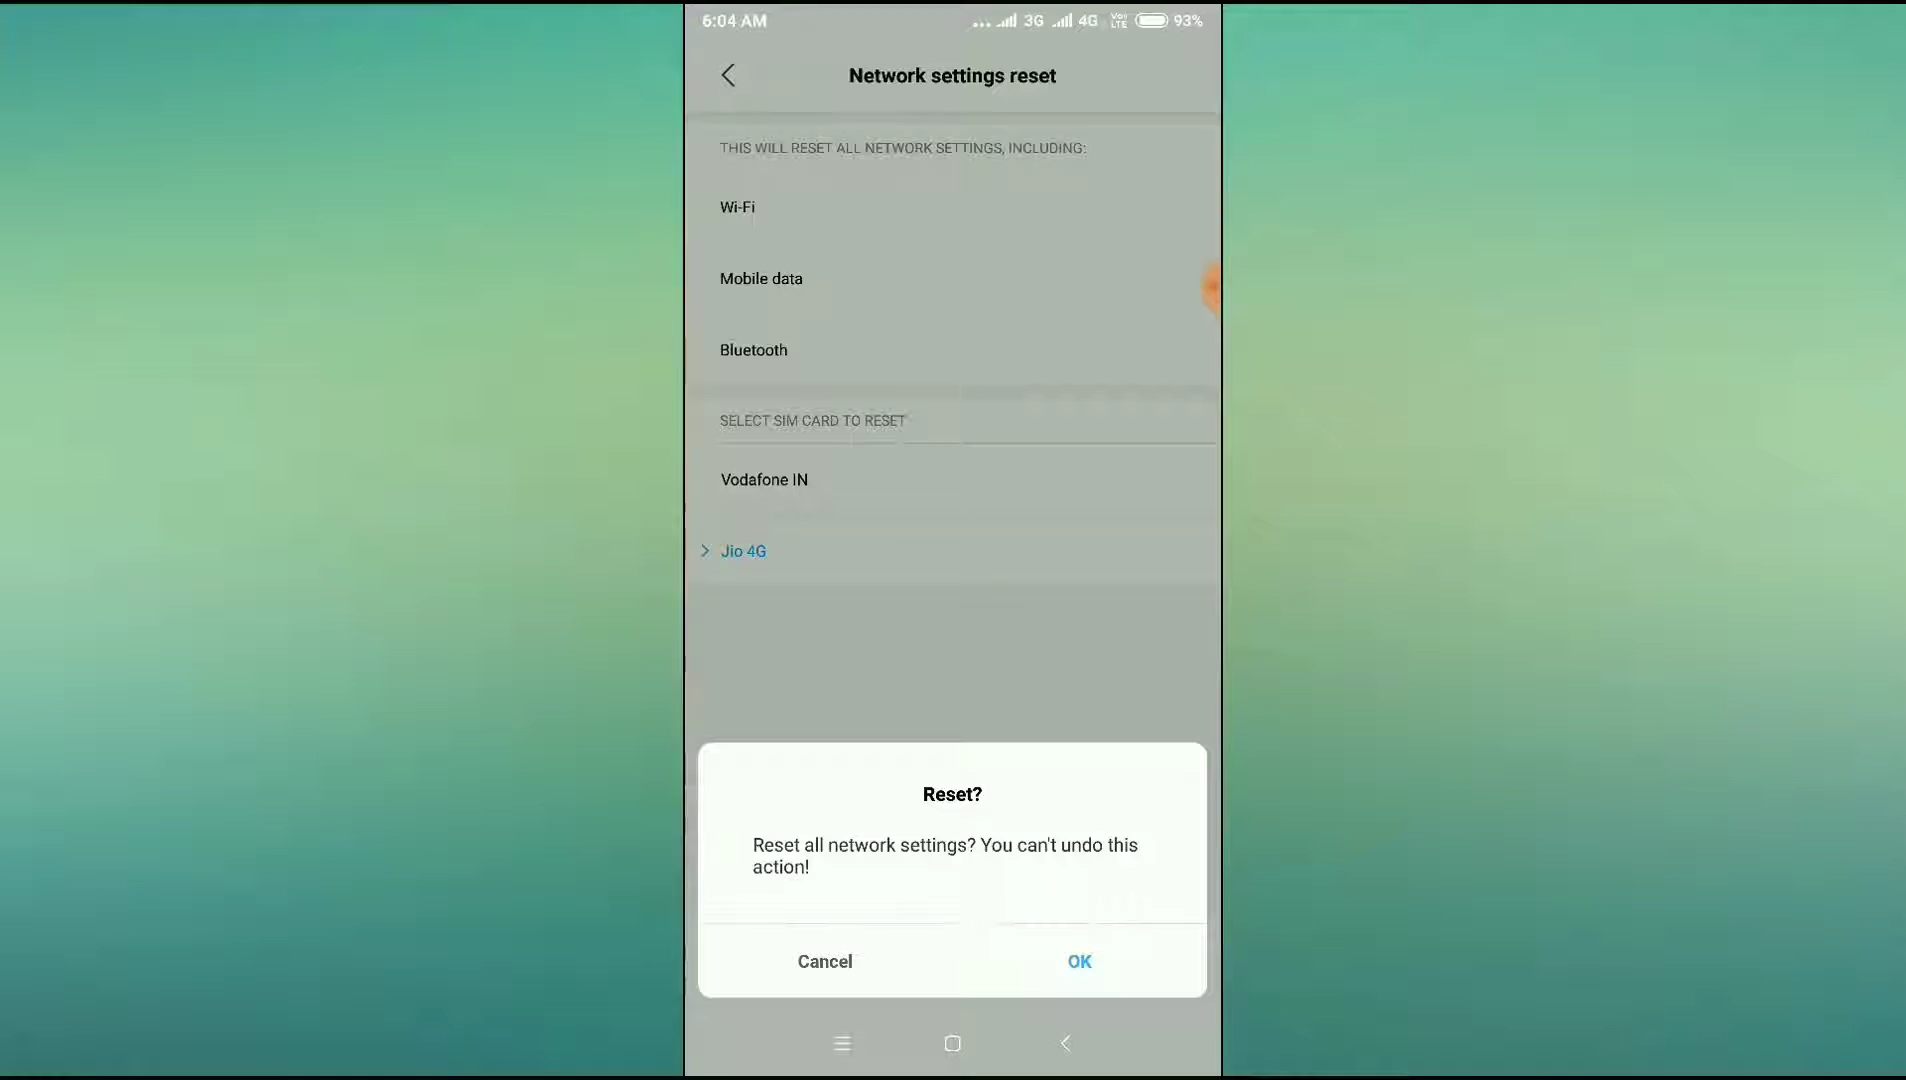 6:04 AM ... 3G 4G Vo) LTE 93%
Network settings reset
THIS WILL RESET ALL NETWORK SETTINGS, INCLUDING:
Wi-Fi
Mobile data
Bluetooth
SELECT SIM CARD TO RESET
Vodafone IN
Jio 4G
Reset?
Reset all network settings? You can't undo this
action!
Cancel OK